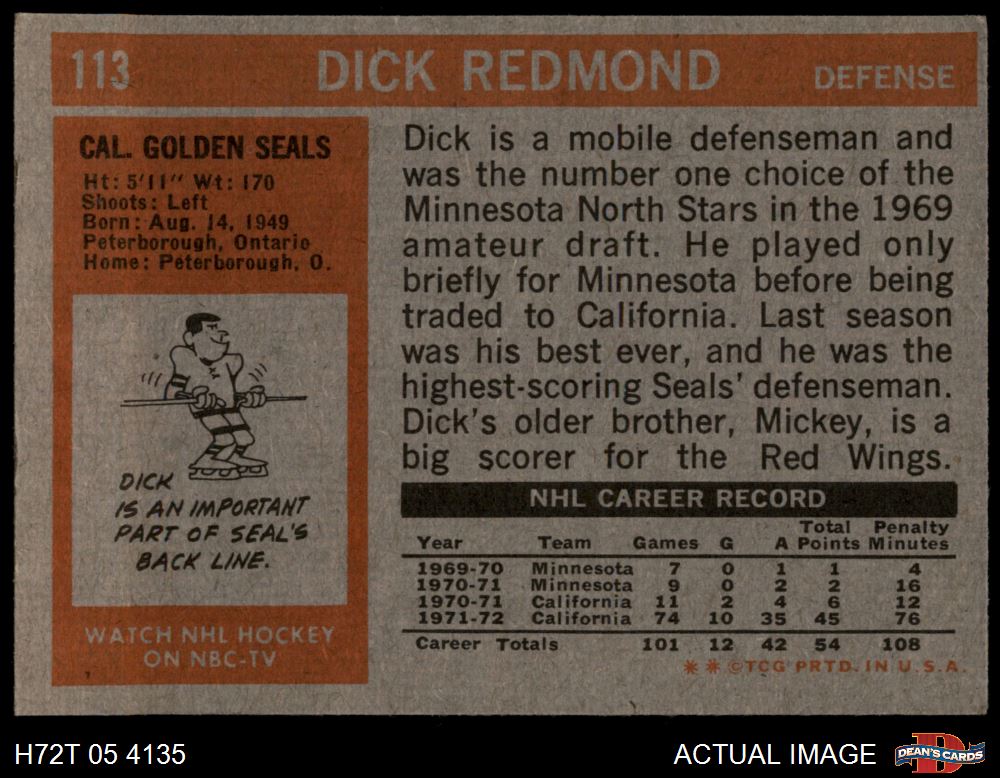 113 DICK REDMOND DEFENSE
CAL. GOLDEN SEALS
Ht: 5'11" Wt: 170
Shoots: Left
Born: Aug. 14, 1949
Peterborough, Ontario
Home: Peterborough, O.
DICK
IS AN IMPORTANT
PART OF SEAL'S
BACK LINE.
WATCH NHL HOCKEY
ON NBC-TV
Dick is a mobile defenseman and
was the number one choice of the
Minnesota North Stars in the 1969
amateur draft. He played only
briefly for Minnesota before being
traded to California. Last season
was his best ever, and he was the
highest-scoring Seals' defenseman.
Dick's older brother, Mickey, is a
big scorer for the Red Wings.
NHL CAREER RECORD
Total Penalty
Year Team Games G A Points Minutes
1969-70 Minnesota 7 0 1 1 4
1970-71 Minnesota 9 0 2 2 16
1970-71 California 11 2 4 6 12
1971-72 California 74 10 35 45 76
Career Totals 101 12 42 54 108
* * ©TCG PRTD. IN U.S.A.
H72T 05 4135 ACTUAL IMAGE DEAN'S CARDS